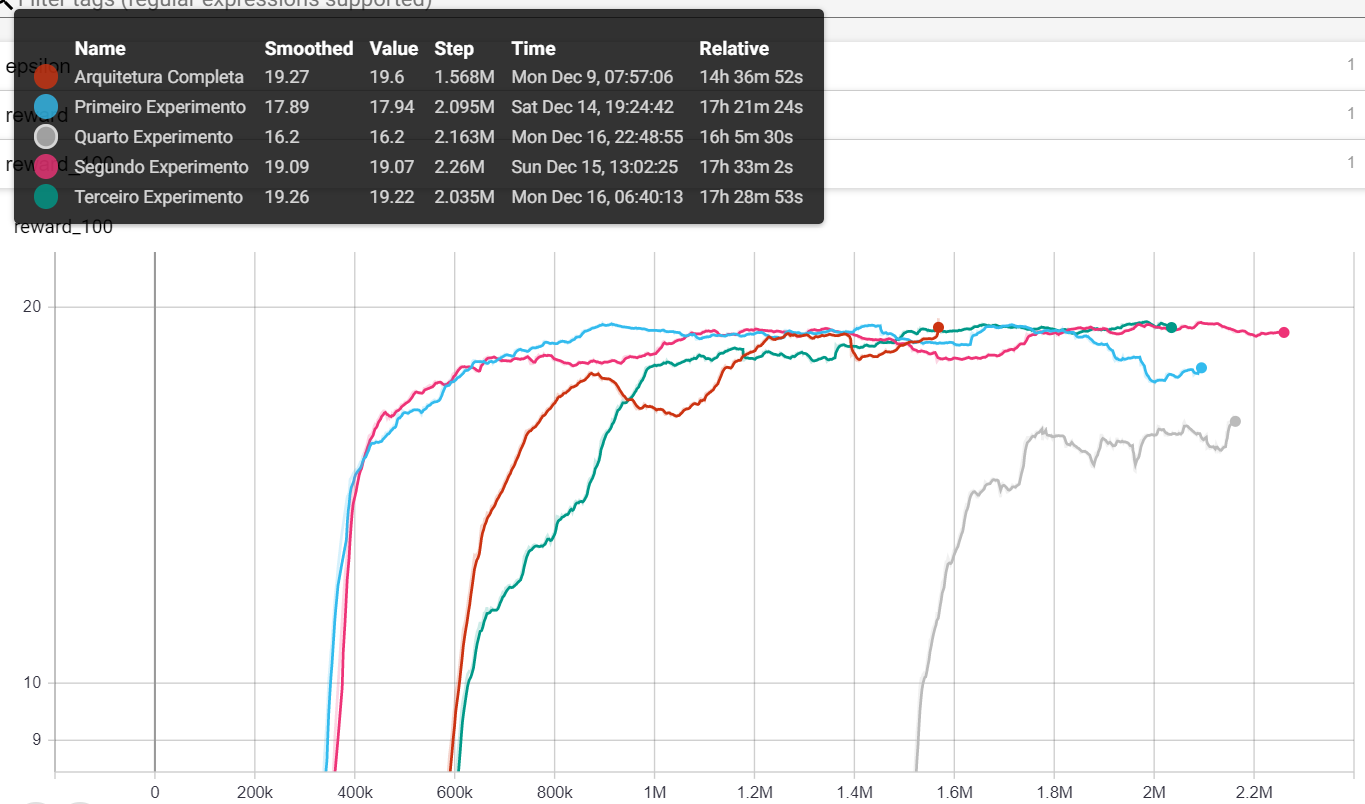 Filter tags (regular expressions supported)
Name Smoothed Value Step Time Relative
epsilon 1
Arquitetura Completa 19.27 19.6 1.568M Mon Dec 9, 07:57:06 14h 36m 52s
Primeiro Experimento 17.89 17.94 2.095M Sat Dec 14, 19:24:42 17h 21m 24s
reward 1
Quarto Experimento 16.2 16.2 2.163M Mon Dec 16, 22:48:55 16h 5m 30s
reward_100 1
Segundo Experimento 19.09 19.07 2.26M Sun Dec 15, 13:02:25 17h 33m 2s
Terceiro Experimento 19.26 19.22 2.035M Mon Dec 16, 06:40:13 17h 28m 53s
reward_100
20
10
9
0 200k 400k 600k 800k 1M 1.2M 1.4M 1.6M 1.8M 2M 2.2M